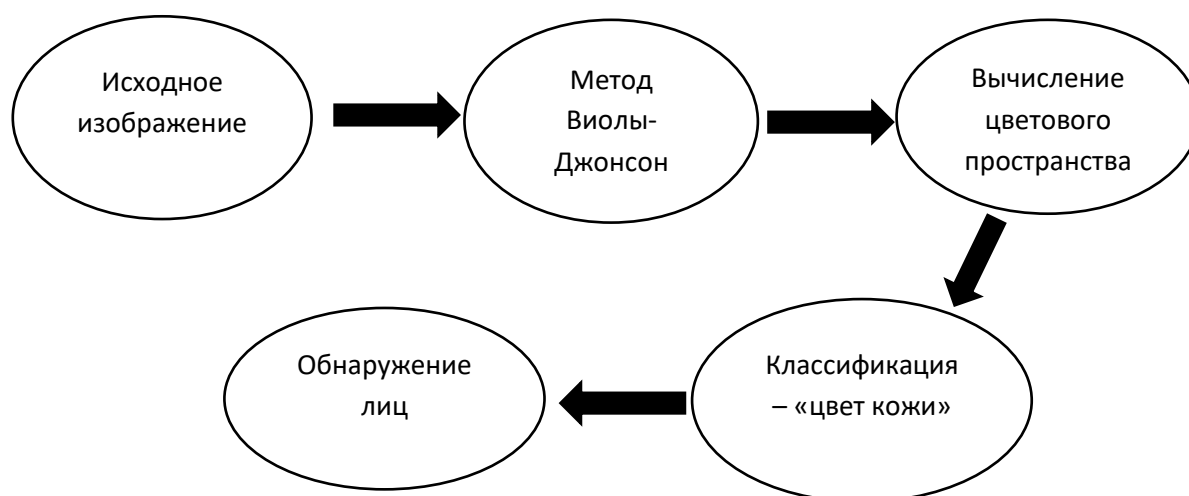 Исходное
изображение
Метод
Виолы-
Джонсон
Вычисление
цветового
пространства
Классификация
– «цвет кожи»
Обнаружение
лиц